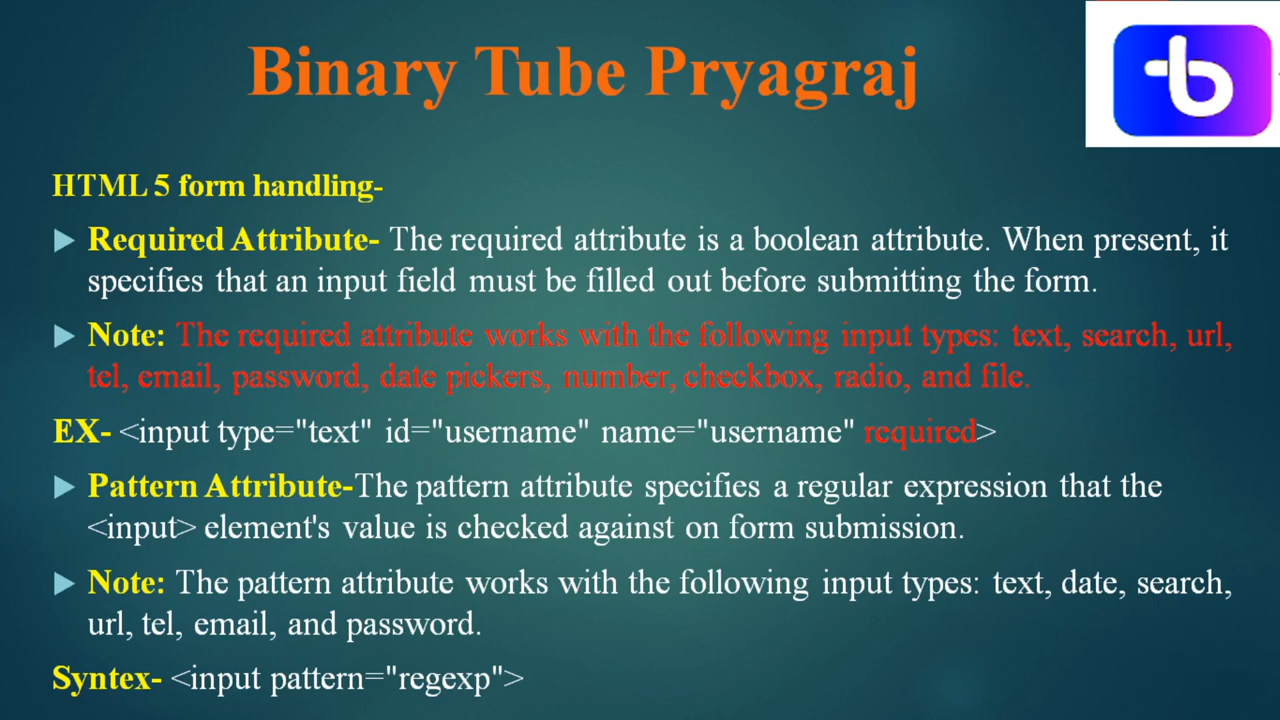 Binary Tube Pryagraj
HTML 5 form handling-
Required Attribute- The required attribute is a boolean attribute. When present, it
specifies that an input field must be filled out before submitting the form.
Note: The required attribute works with the following input types: text, search, url,
tel, email, password, date pickers, number, checkbox, radio, and file.
EX- <input type="text" id="username" name="username" required>
Pattern Attribute-The pattern attribute specifies a regular expression that the
<input> element's value is checked against on form submission.
Note: The pattern attribute works with the following input types: text, date, search,
url, tel, email, and password.
Syntex- <input pattern="regexp">